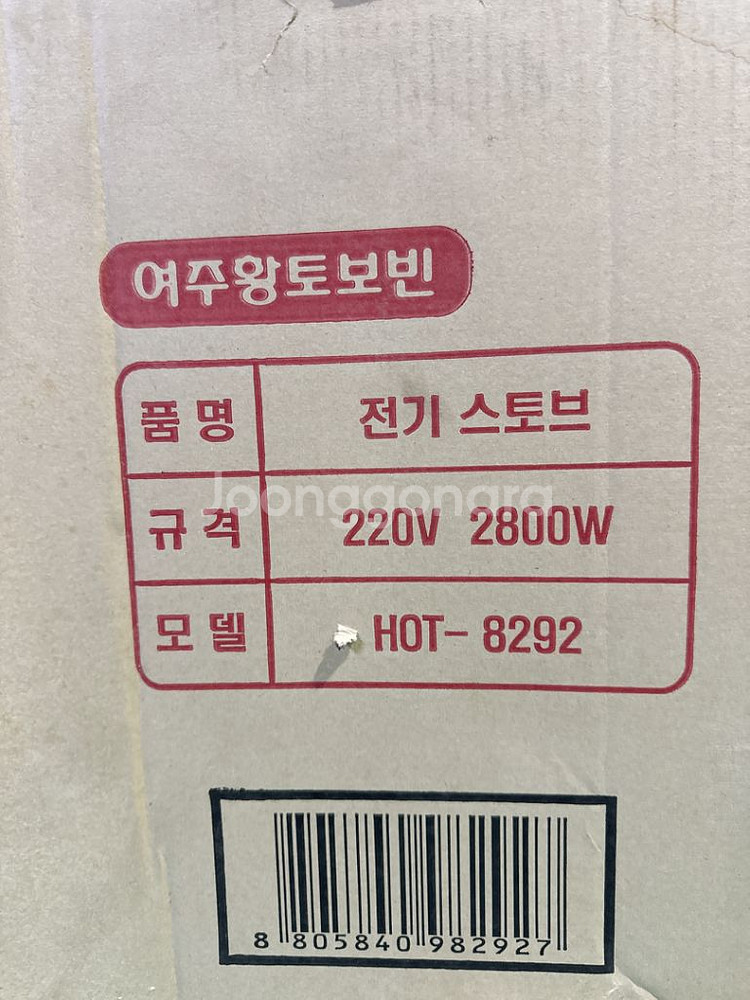 여주황토보빈
품명 전기 스토브
Joonggonara
규격 220V 2800W
모델 HOT- 8292
8 805840 982927